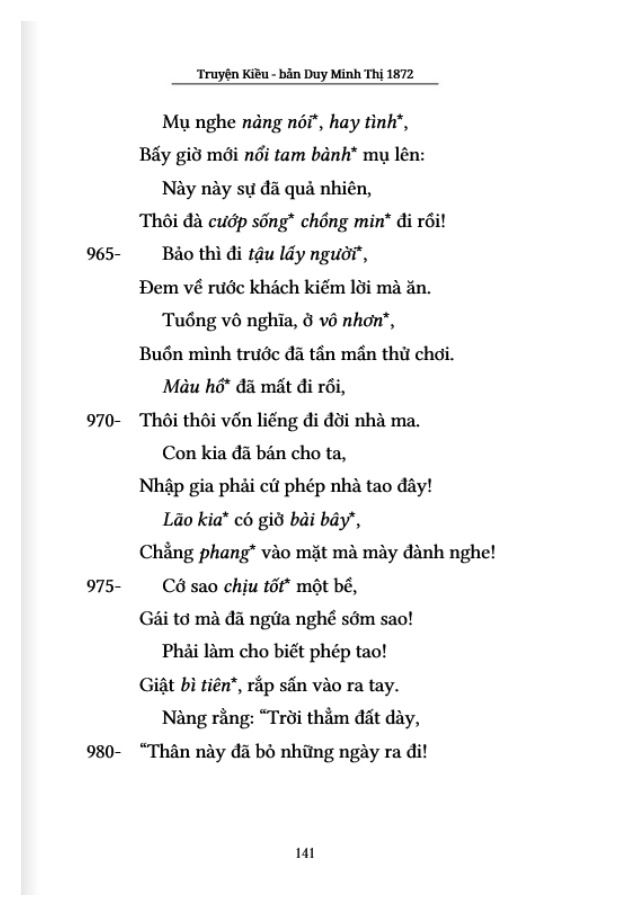 Truyện Kiều - bản Duy Minh Thị 1872
Mụ nghe nàng nói*, hay tình*,
Bấy giờ mới nổi tam bành* mụ lên:
Này này sự đã quả nhiên,
Thôi đà cướp sống* chồng min* đi rồi!
965- Bảo thì đi tậu lấy người*,
Đem về rước khách kiếm lời mà ăn.
Tuồng vô nghĩa, ở vô nhơn*,
Buồn mình trước đã tần mần thử chơi.
Màu hồ* đã mất đi rồi,
970- Thôi thôi vốn liếng đi đời nhà ma.
Con kia đã bán cho ta,
Nhập gia phải cứ phép nhà tao đây!
Lão kia* có giở bài bây*,
Chẳng phang* vào mặt mà mày đành nghe!
975- Cớ sao chịu tốt* một bề,
Gái tơ mà đã ngứa nghề sớm sao!
Phải làm cho biết phép tao!
Giật bì tiên*, rắp sấn vào ra tay.
Nàng rằng: “Trời thẳm đất dày,
980- “Thân này đã bỏ những ngày ra đi!
141